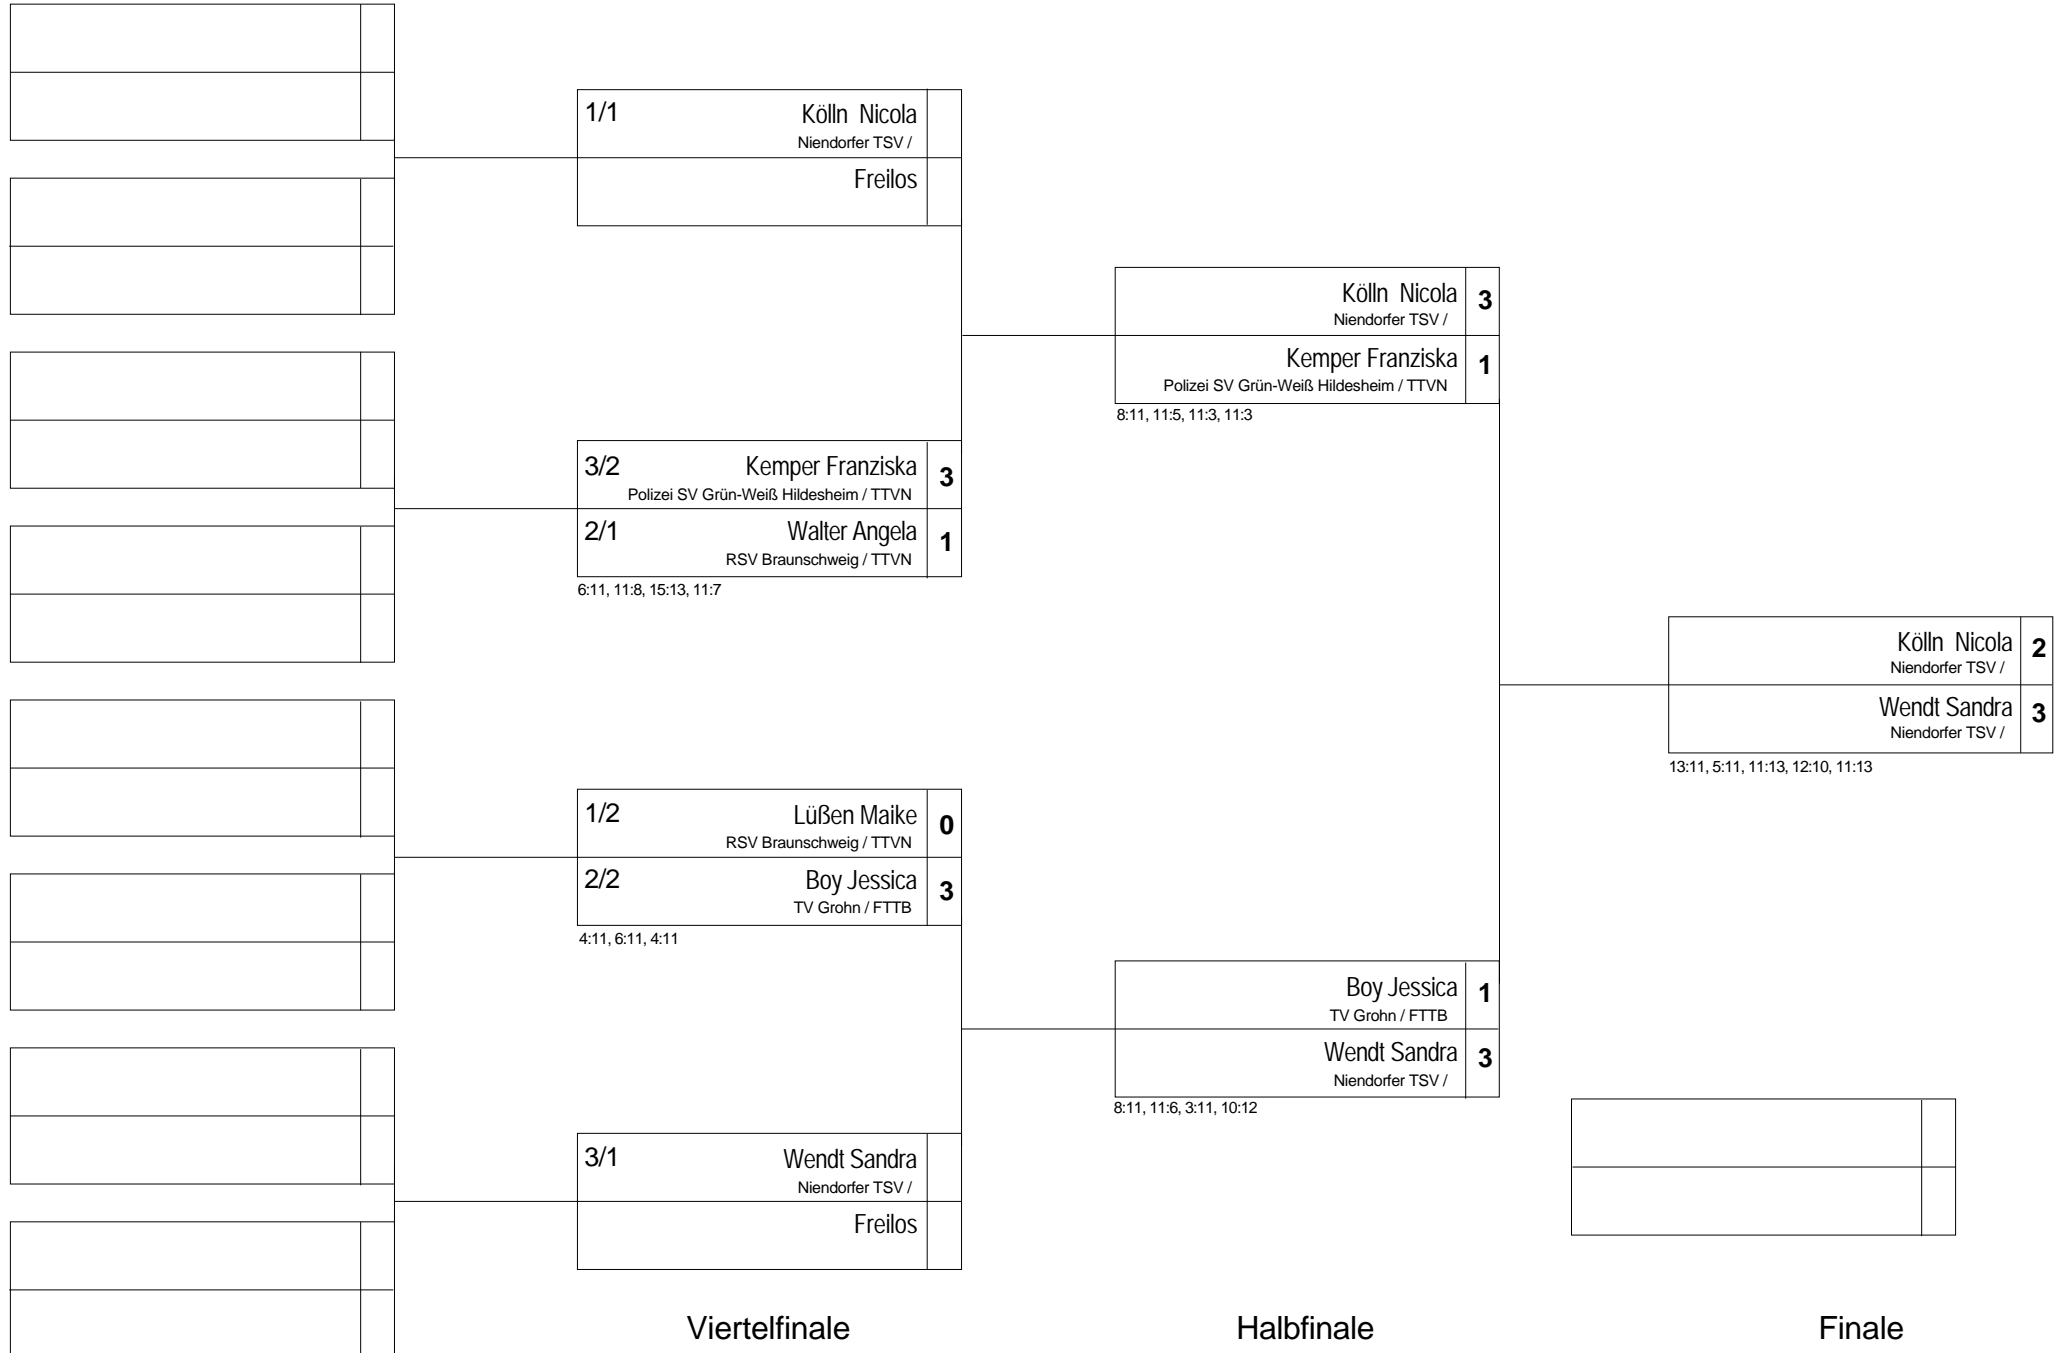 1/1 Kölln Nicola
Niendorfer TSV /
Freilos
3/2 Kemper Franziska 3
Polizei SV Grün-Weiß Hildesheim / TTVN
2/1 Walter Angela 1
RSV Braunschweig / TTVN
6:11, 11:8, 15:13, 11:7
1/2 Lüßen Maike 0
RSV Braunschweig / TTVN
2/2 Boy Jessica 3
TV Grohn / FTTB
4:11, 6:11, 4:11
3/1 Wendt Sandra
Niendorfer TSV /
Freilos
Kölln Nicola 3
Niendorfer TSV /
Kemper Franziska 1
Polizei SV Grün-Weiß Hildesheim / TTVN
8:11, 11:5, 11:3, 11:3
Boy Jessica 1
TV Grohn / FTTB
Wendt Sandra 3
Niendorfer TSV /
8:11, 11:6, 3:11, 10:12
Kölln Nicola 2
Niendorfer TSV /
Wendt Sandra 3
Niendorfer TSV /
13:11, 5:11, 11:13, 12:10, 11:13
Viertelfinale Halbfinale Finale